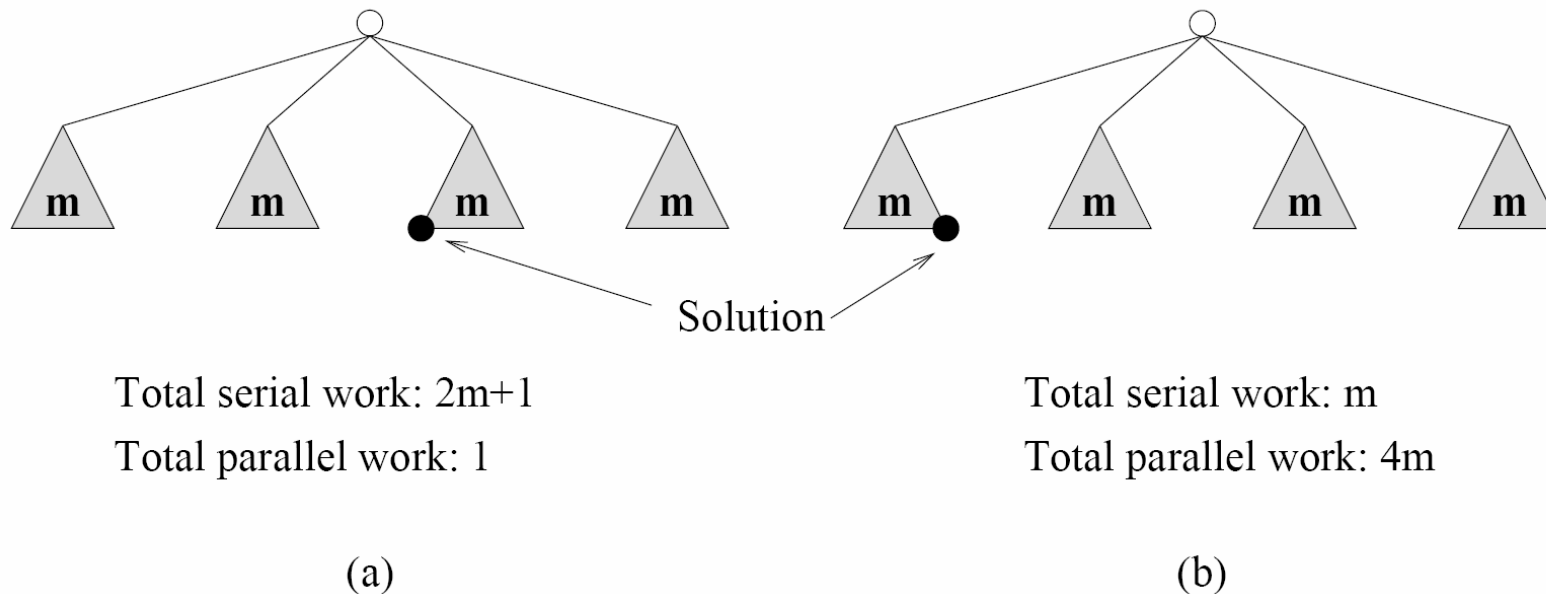 m m m m m m m m
Solution
Total serial work: 2m+1
Total parallel work: 1
Total serial work: m
Total parallel work: 4m
(a)
(b)